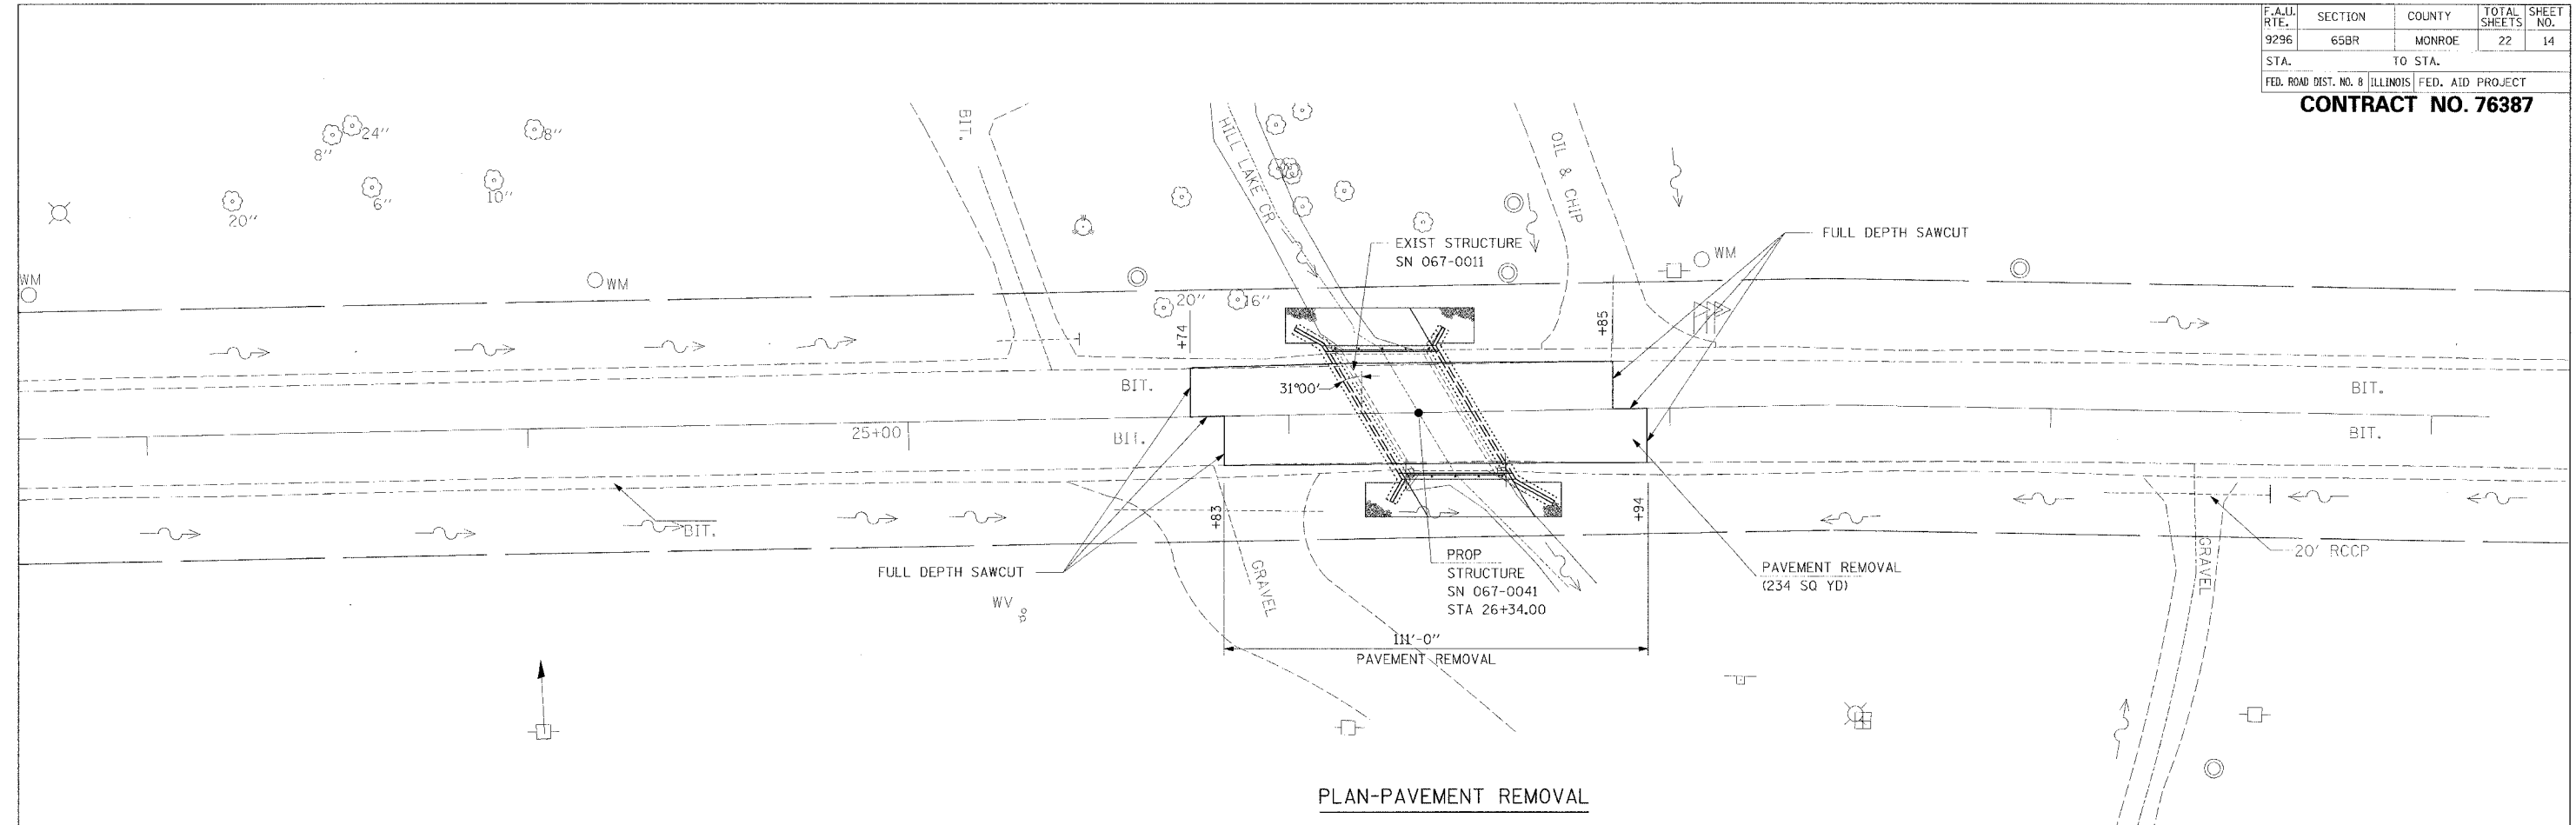 F.A.U. RTE. SECTION COUNTY TOTAL SHEETS SHEET NO.
9296 65BR MONROE 22 14
STA. TO STA.
FED. ROAD DIST. NO. 8 ILLINOIS FED. AID PROJECT
CONTRACT NO. 76387
24"
8"
8"
6"
10"
20"
BIT.
HILL LAKE CR
OIL & CHIP
EXIST STRUCTURE
SN 067-0011
FULL DEPTH SAWCUT
WM
WM
WM
20"
16"
+74
+85
31°00'
BIT.
BIT.
25+00
BIT.
BIT.
BIT.
+83
+94
FULL DEPTH SAWCUT
WV
GRAVEL
PROP
STRUCTURE
SN 067-0041
STA 26+34.00
PAVEMENT REMOVAL
(234 SQ YD)
20' RCCP
GRAVEL
111'-0"
PAVEMENT REMOVAL
PLAN-PAVEMENT REMOVAL